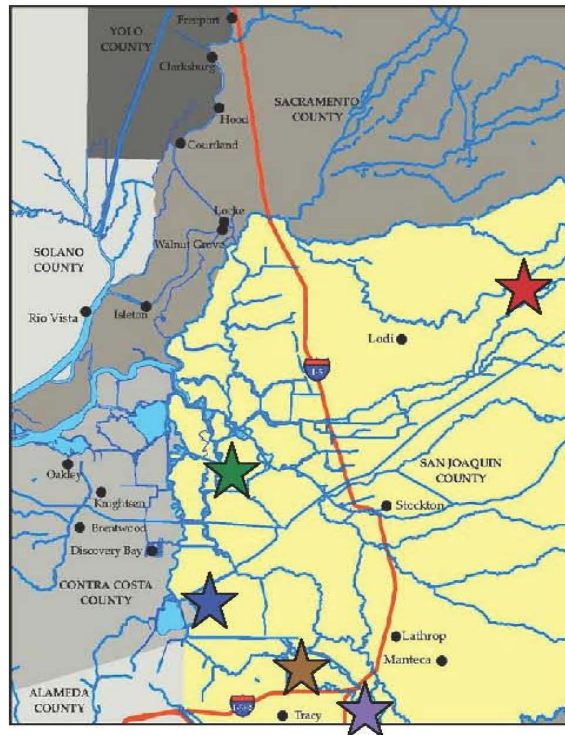 Freeport
YOLO
COUNTY
Clarksburg
SACRAMENTO
COUNTY
Hood
Courtland
Locke
Walnut Grove
SOLANO
COUNTY
Rio Vista
Isleton
Lodi
I-5
Oakley
SAN JOAQUIN
COUNTY
Knightsen
Stockton
Brentwood
Discovery Bay
CONTRA COSTA
COUNTY
Lathrop
Manteca
ALAMEDA
COUNTY
Tracy